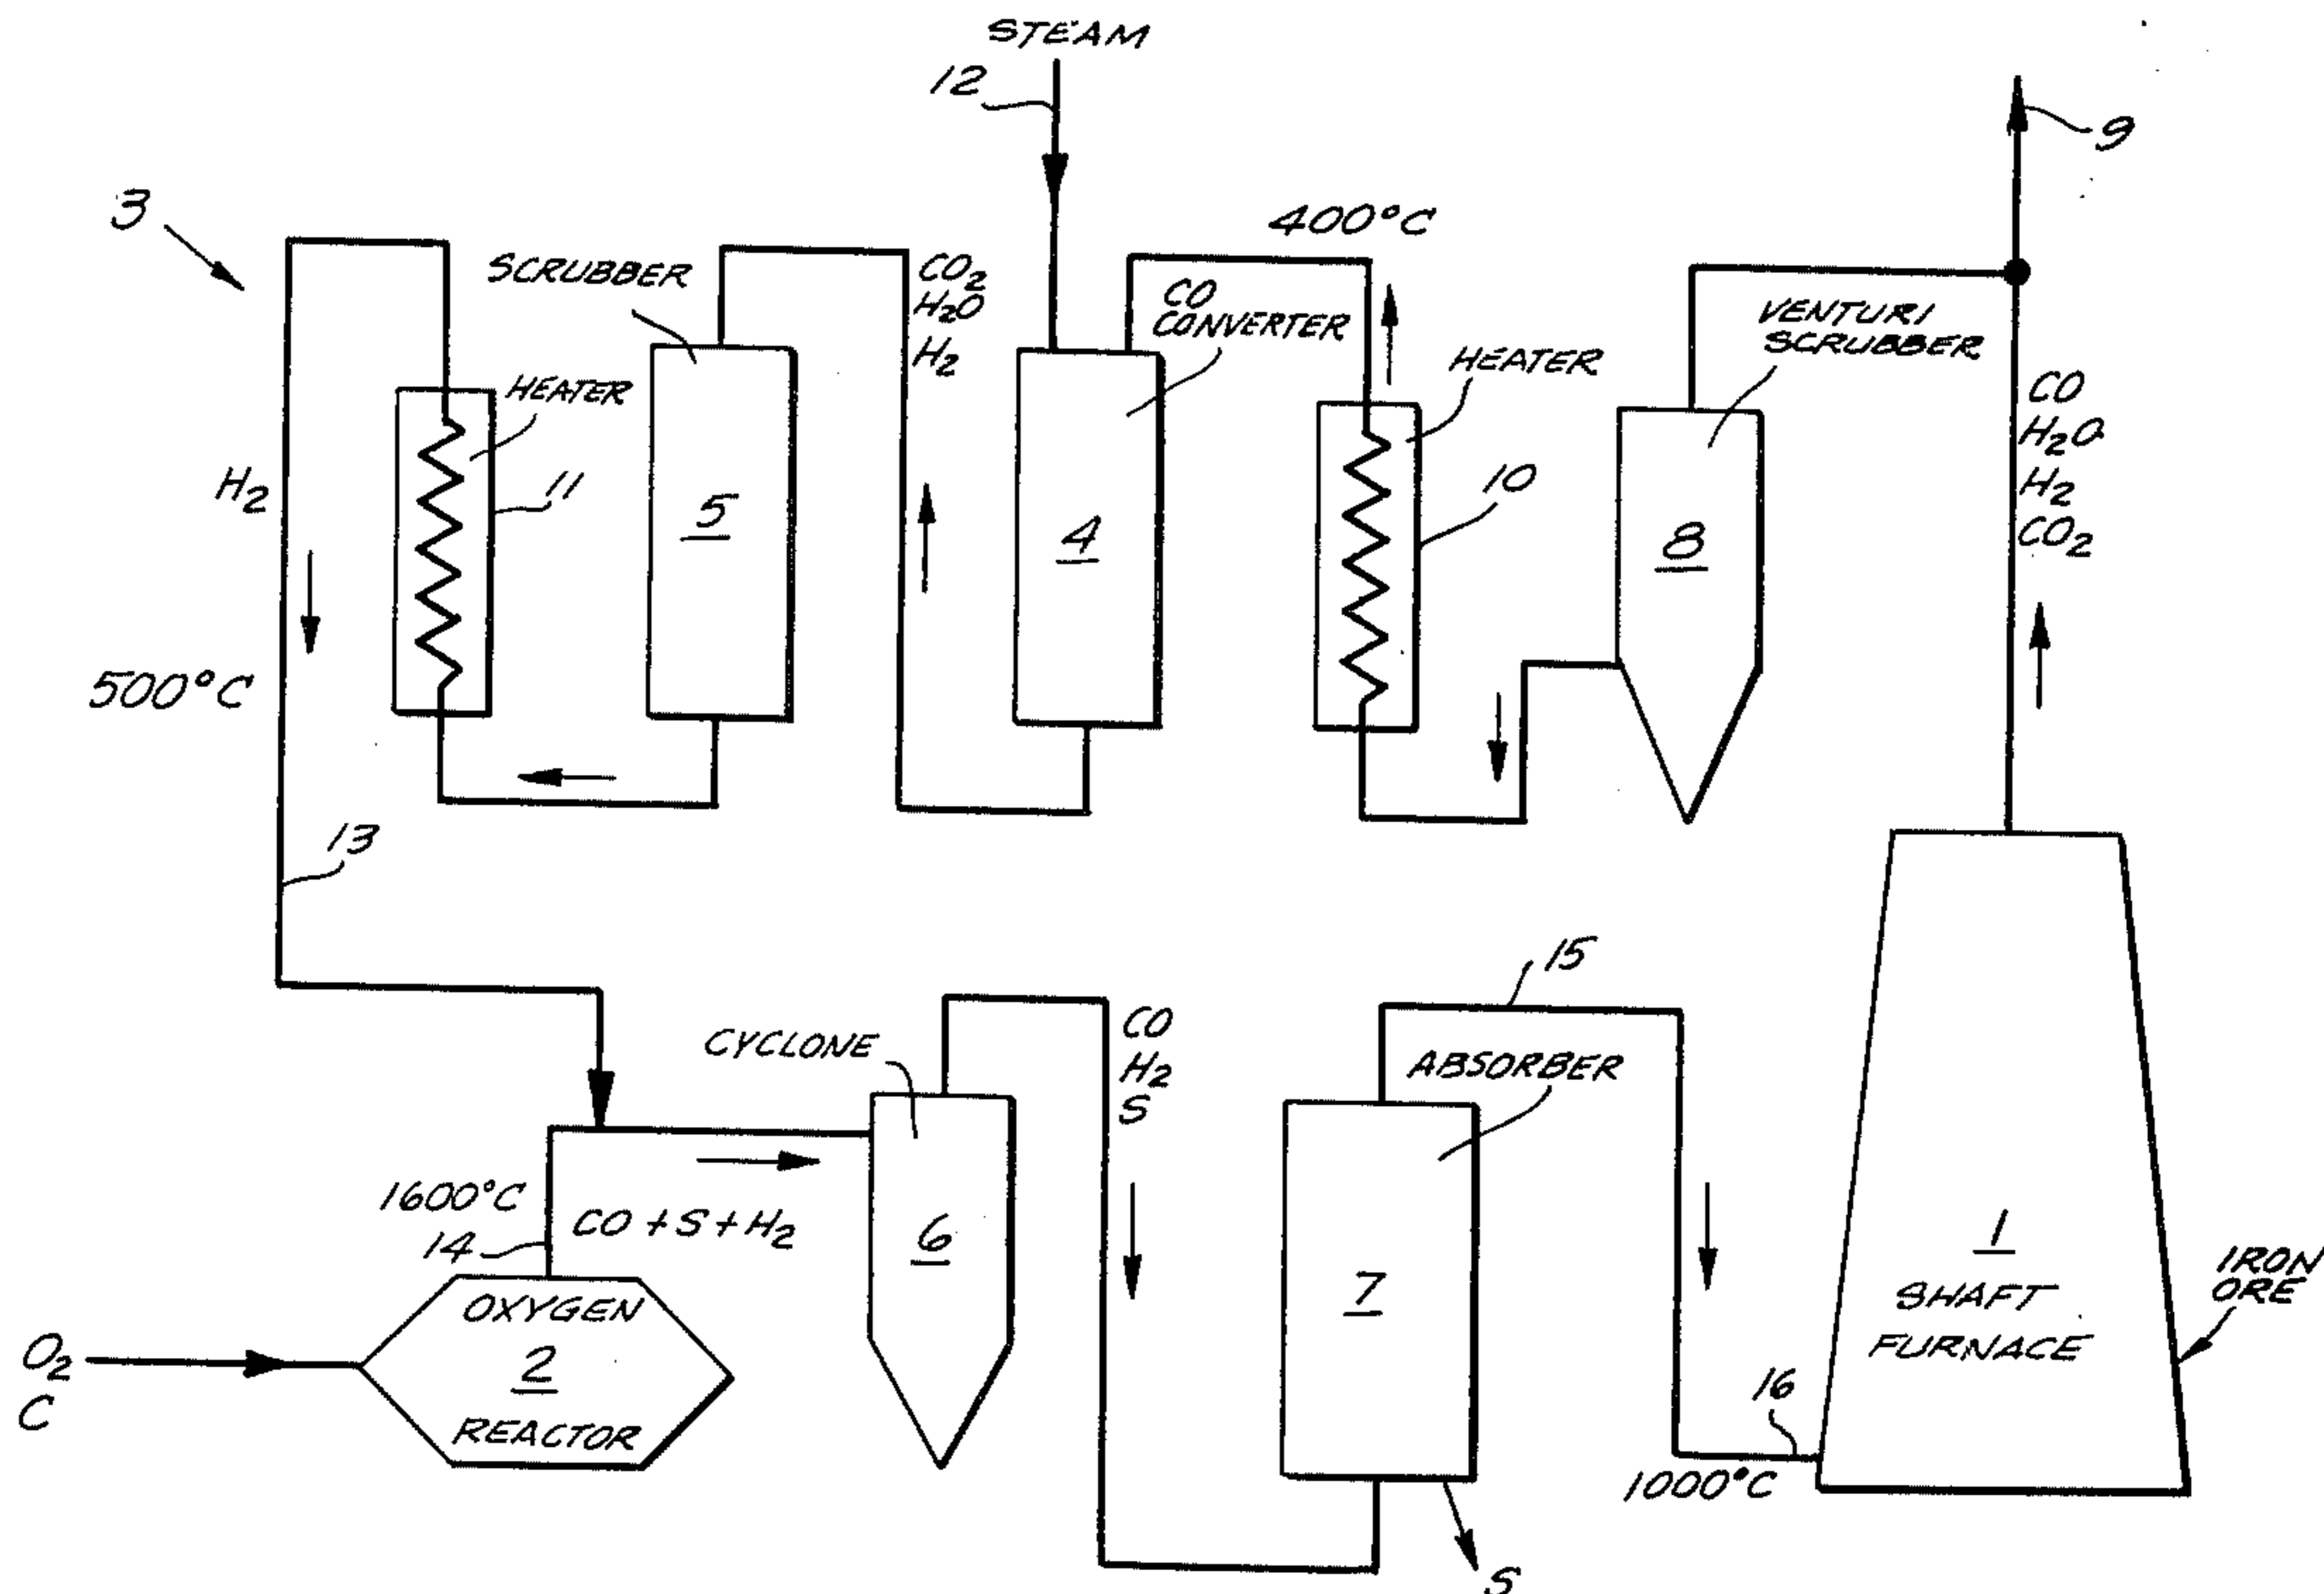 STEAM
12
9
3
400°C
SCRUBBER
CO2
H2O
H2
CO
CONVERTER
VENTURI
SCRUBBER
HEATER
HEATER
CO
H2O
H2
CO2
H2
11
5
4
10
8
500°C
13
15
CYCLONE
CO
H2
S
ABSORBER
1600°C
14
CO + S + H2
6
7
1
SHAFT
FURNACE
IRON
ORE
O2
C
OXYGEN
2
REACTOR
16
1000°C
S